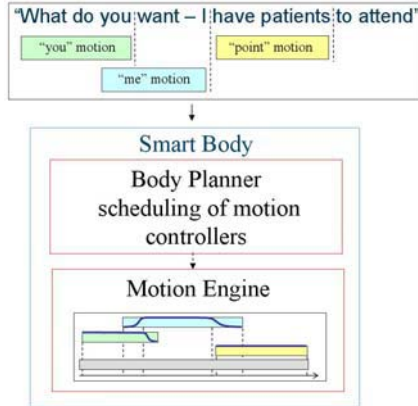 “What do you want – I have patients to attend”
“you” motion
“point” motion
“me” motion
Smart Body
Body Planner
scheduling of motion
controllers
Motion Engine